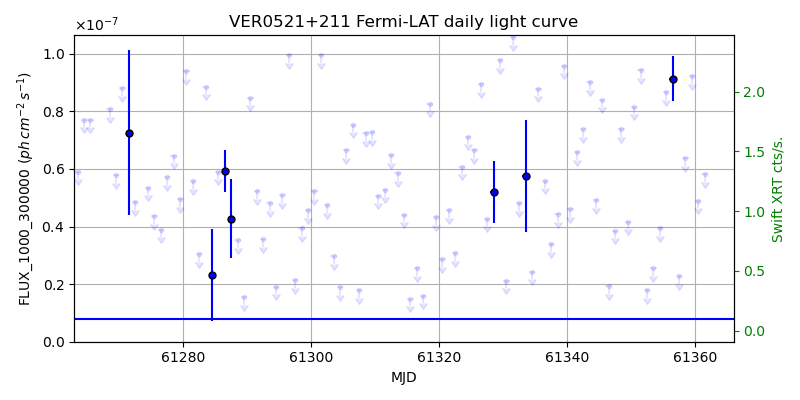 VER0521+211 Fermi-LAT daily light curve
×10⁻⁷
FLUX_1000_300000 (ph cm⁻² s⁻¹)
1.0
0.8
0.6
0.4
0.2
0.0
2.0
1.5
1.0
0.5
0.0
Swift XRT cts/s.
61280 61300 61320 61340 61360
MJD